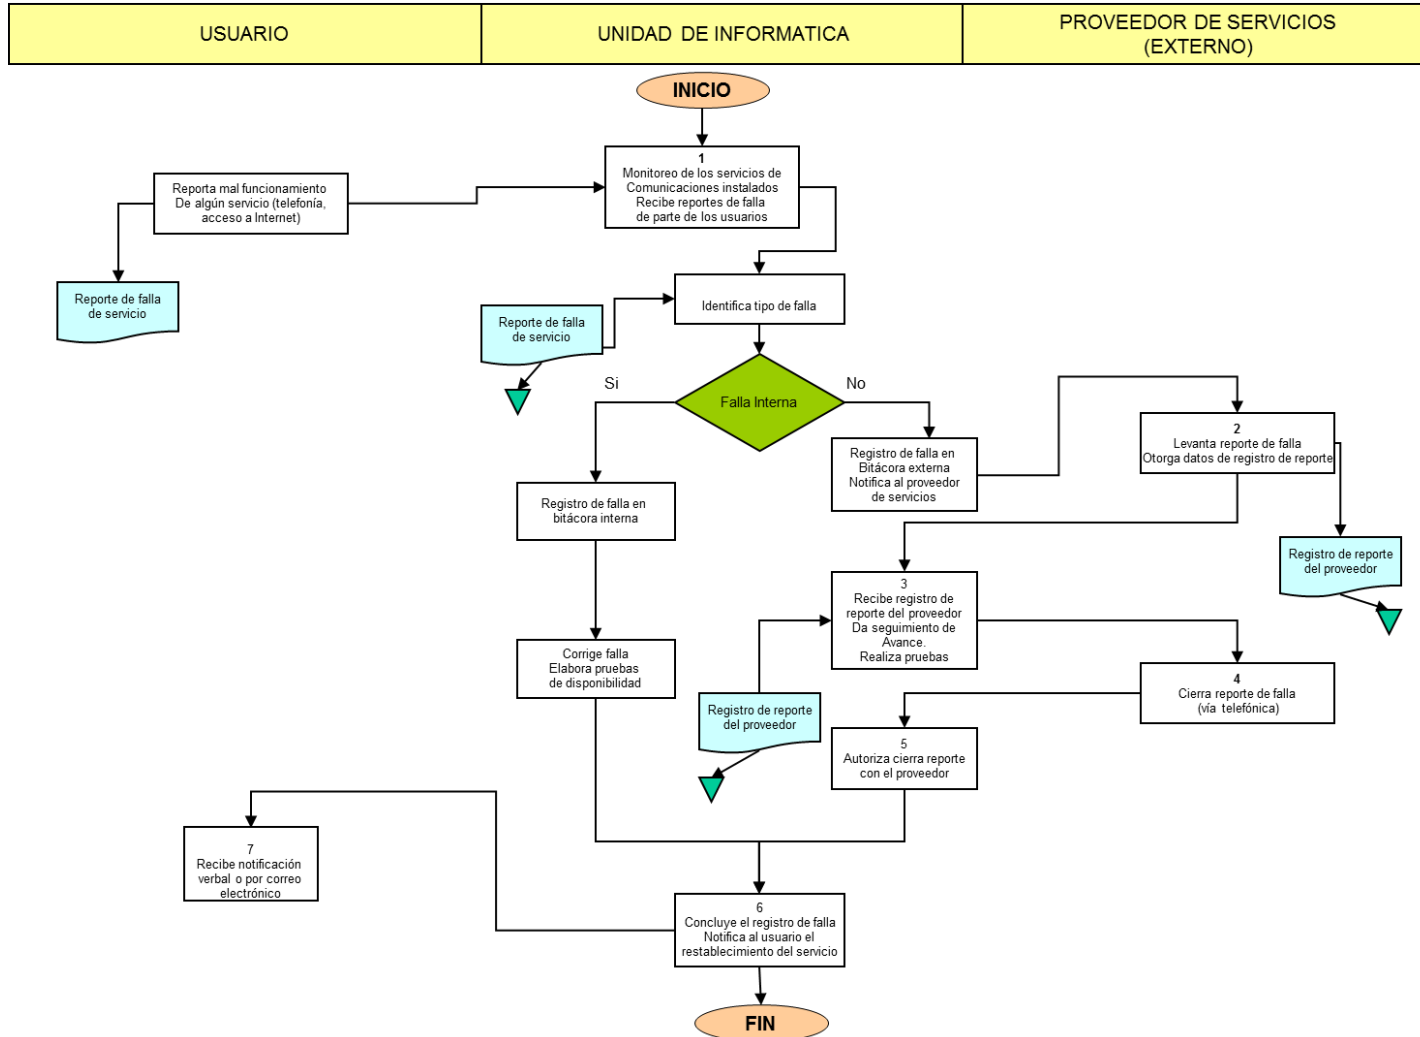 USUARIO
UNIDAD DE INFORMATICA
PROVEEDOR DE SERVICIOS
(EXTERNO)
INICIO
1
Monitoreo de los servicios de
Comunicaciones instalados
Recibe reportes de falla
de parte de los usuarios
Reporta mal funcionamiento
De algún servicio (telefonía,
acceso a Internet)
Reporte de falla
de servicio
Identifica tipo de falla
Reporte de falla
de servicio
Si
No
Falla Interna
2
Levanta reporte de falla
Otorga datos de registro de reporte
Registro de falla en
Bitácora externa
Notifica al proveedor
de servicios
Registro de falla en
bitácora interna
Registro de reporte
del proveedor
3
Recibe registro de
reporte del proveedor
Da seguimiento de
Avance.
Realiza pruebas
Corrige falla
Elabora pruebas
de disponibilidad
4
Cierra reporte de falla
(vía telefónica)
Registro de reporte
del proveedor
5
Autoriza cierra reporte
con el proveedor
7
Recibe notificación
verbal o por correo
electrónico
6
Concluye el registro de falla
Notifica al usuario el
restablecimiento del servicio
FIN